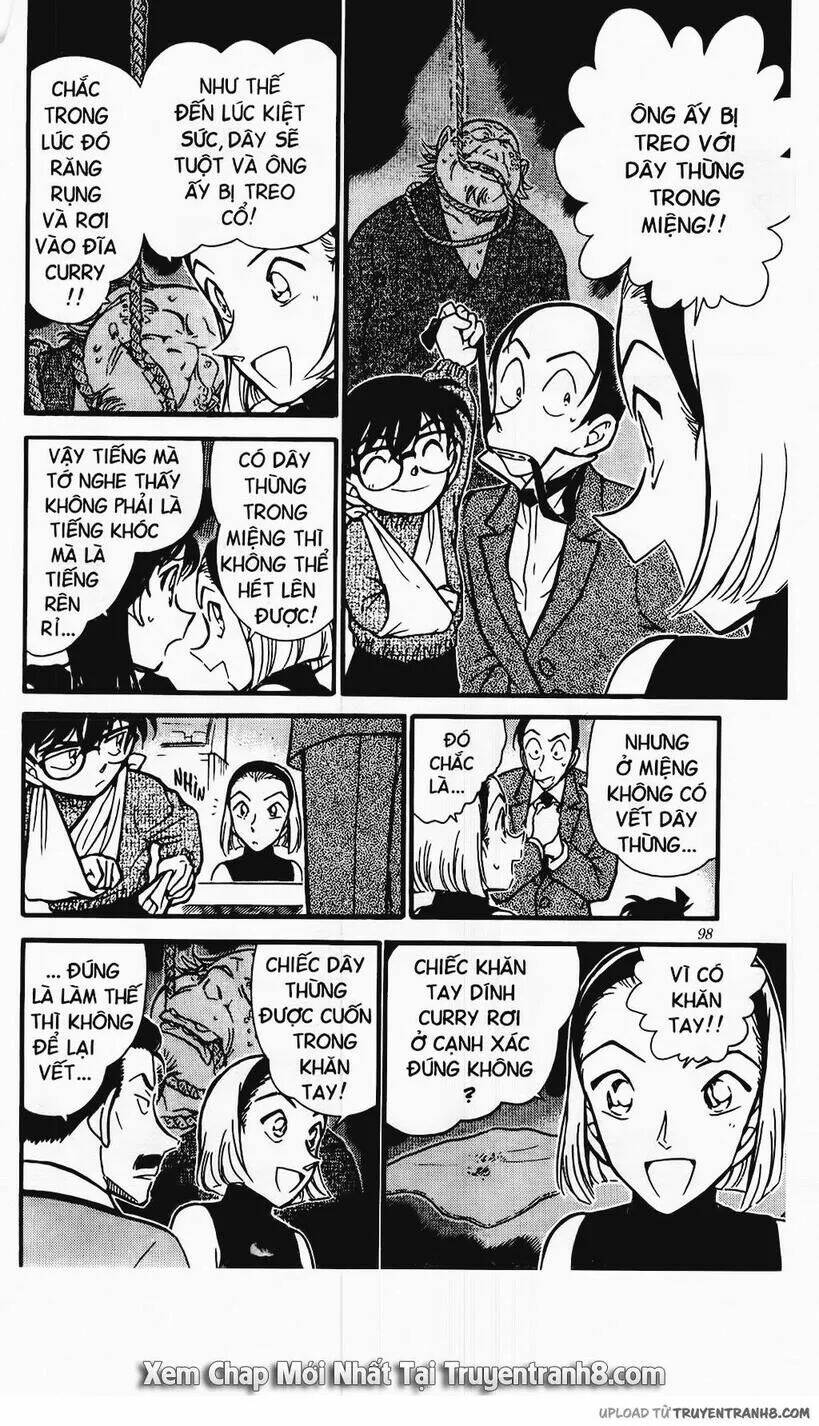 ÔNG ẤY BỊ
TREO VỚI
DÂY THỪNG
TRONG
MIỆNG!!
NHƯ THẾ
ĐẾN LÚC KIỆT
SỨC, DÂY SẼ
TUỘT VÀ ÔNG
ẤY BỊ TREO
CỔ!
CHẮC
TRONG
LÚC ĐÓ
RĂNG
RỤNG
VÀ RƠI
VÀO ĐĨA
CURRY
!!
CÓ DÂY
THỪNG
TRONG
MIỆNG THÌ
KHÔNG THỂ
HÉT LÊN
ĐƯỢC!
VẬY TIẾNG MÀ
TỚ NGHE THẤY
KHÔNG PHẢI LÀ
TIẾNG KHÓC
MÀ LÀ
TIẾNG
RÊN
RỈ...
NHƯNG
Ở MIỆNG
KHÔNG CÓ
VẾT DÂY
THỪNG...
ĐÓ
CHẮC
LÀ...
NHÌN
98
VÌ CÓ
KHĂN
TAY!!
CHIẾC KHĂN
TAY DÍNH
CURRY RƠI
Ở CẠNH XÁC
ĐÚNG KHÔNG
?
CHIẾC DÂY
THỪNG
ĐƯỢC CUỐN
TRONG
KHĂN
TAY!
... ĐÚNG
LÀ LÀM THẾ
THÌ KHÔNG
ĐỂ LẠI
VẾT...
Xem Chap Mới Nhất Tại Truyentranh8.com
UPLOAD TỪ TRUYENTRANH8.COM